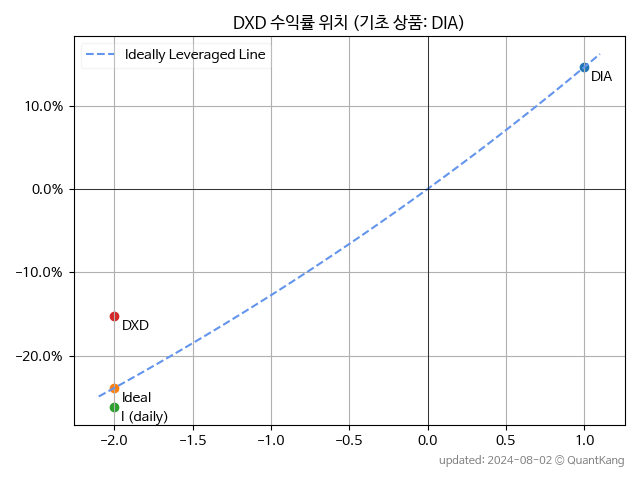 DXD 수익률 위치 (기초 상품: DIA)
Ideally Leveraged Line
DIA
10.0%
0.0%
-10.0%
DXD
-20.0%
Ideal
I (daily)
-2.0 -1.5 -1.0 -0.5 0.0 0.5 1.0
updated: 2024-08-02 © QuantKang